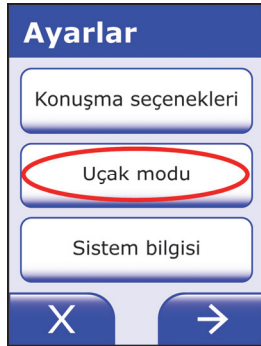 Ayarlar
Konuşma seçenekleri
Uçak modu
Sistem bilgisi
X →